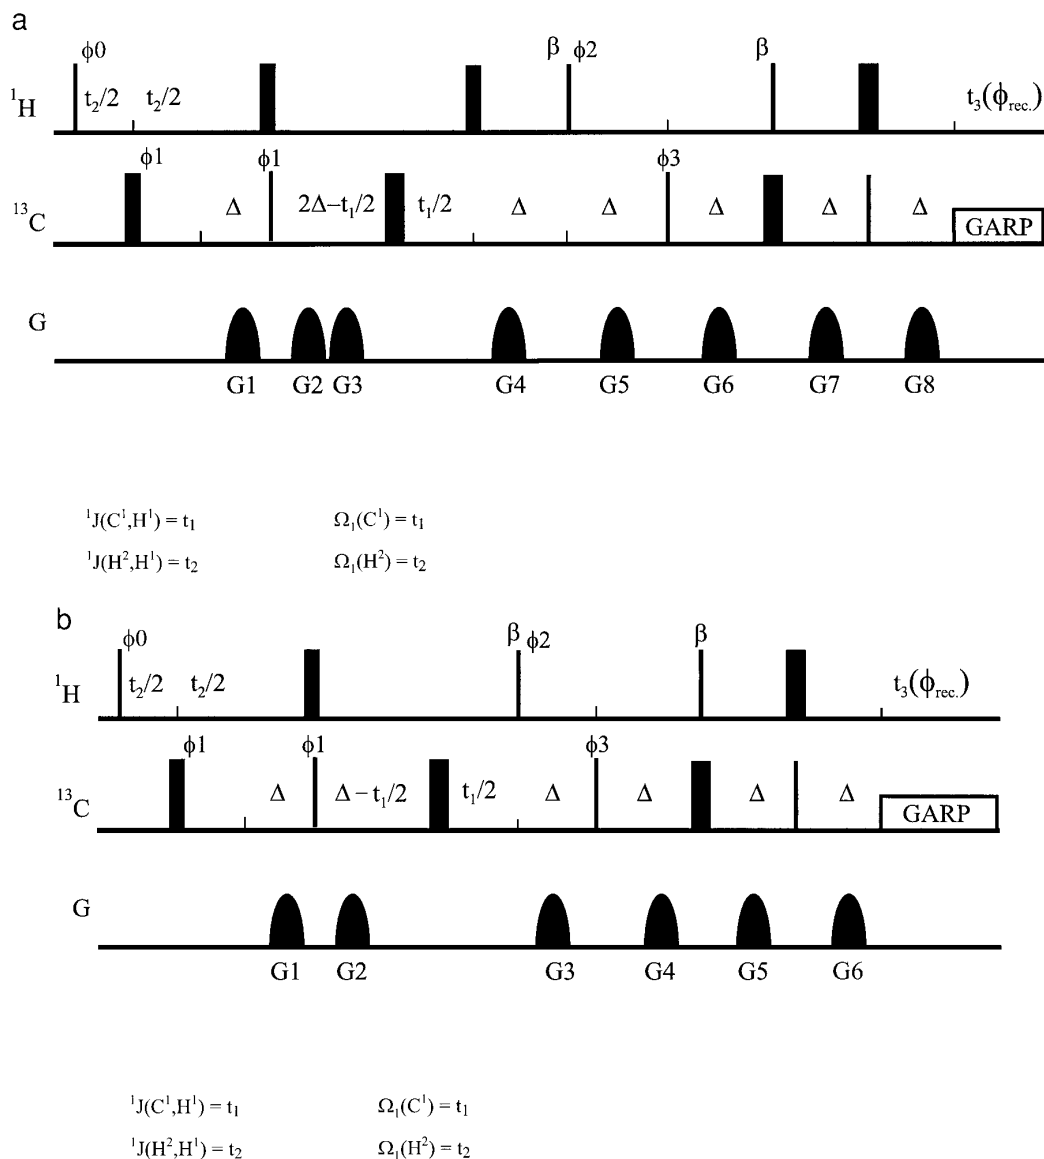 a
ϕ0 β ϕ2 β
¹H t₂/2 t₂/2 t₃(ϕrec.)
ϕ1 ϕ1 ϕ3
¹³C Δ 2Δ−t₁/2 t₁/2 Δ Δ Δ Δ Δ
GARP
G
G1 G2 G3 G4 G5 G6 G7 G8
¹J(C¹,H¹) = t₁ Ω₁(C¹) = t₁
¹J(H²,H¹) = t₂ Ω₁(H²) = t₂
b
ϕ0 β ϕ2 β
¹H t₂/2 t₂/2 t₃(ϕrec.)
ϕ1 ϕ1 ϕ3
¹³C Δ Δ − t₁/2 t₁/2 Δ Δ Δ Δ
GARP
G
G1 G2 G3 G4 G5 G6
¹J(C¹,H¹) = t₁ Ω₁(C¹) = t₁
¹J(H²,H¹) = t₂ Ω₁(H²) = t₂